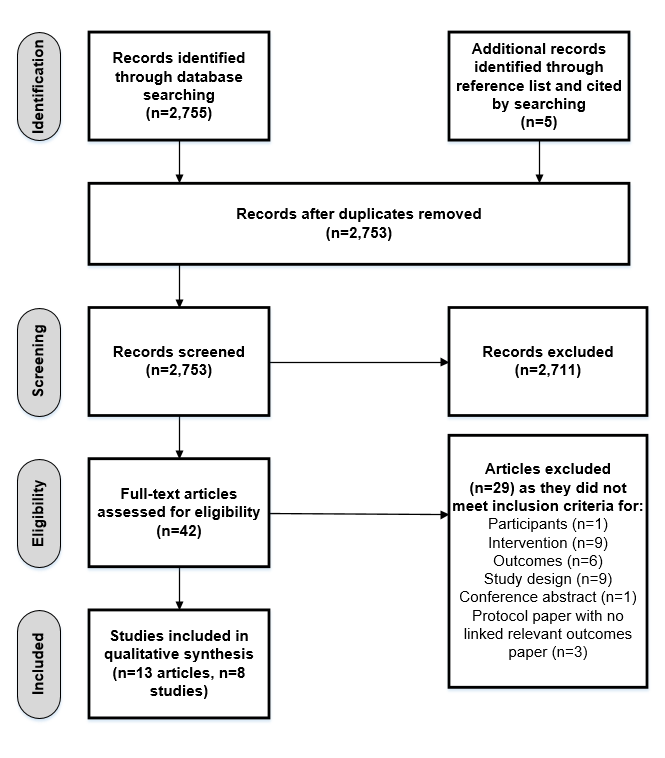 Identification
Records identified
through database
searching
(n=2,755)
Additional records
identified through
reference list and cited
by searching
(n=5)
Records after duplicates removed
(n=2,753)
Screening
Records screened
(n=2,753)
Records excluded
(n=2,711)
Eligibility
Full-text articles
assessed for eligibility
(n=42)
Articles excluded
(n=29) as they did not
meet inclusion criteria for:
Participants (n=1)
Intervention (n=9)
Outcomes (n=6)
Study design (n=9)
Conference abstract (n=1)
Protocol paper with no
linked relevant outcomes
paper (n=3)
Included
Studies included in
qualitative synthesis
(n=13 articles, n=8
studies)